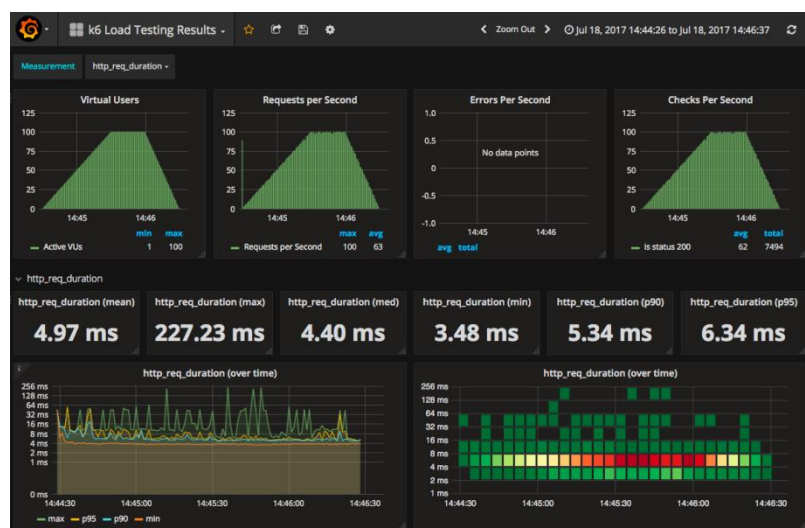 k6 Load Testing Results
Zoom Out
Jul 18, 2017 14:44:26 to Jul 18, 2017 14:46:37
Measurement
http_req_duration
Virtual Users
125
100
75
50
25
0
14:45
14:46
min max
Active VUs 1 100
Requests per Second
125
100
75
50
25
0
14:45
14:46
max avg
Requests per Second 100 63
Errors Per Second
1.0
0.5
0
-0.5
-1.0
No data points
14:45
14:46
avg total
Checks Per Second
125
100
75
50
25
0
14:45
14:46
avg total
is status 200 62 7494
http_req_duration
http_req_duration (mean)
4.97 ms
http_req_duration (max)
227.23 ms
http_req_duration (med)
4.40 ms
http_req_duration (min)
3.48 ms
http_req_duration (p90)
5.34 ms
http_req_duration (p95)
6.34 ms
i
http_req_duration (over time)
256 ms
128 ms
64 ms
32 ms
16 ms
8 ms
4 ms
2 ms
1 ms
0 ms
14:44:30
14:45:00
14:45:30
14:46:00
14:46:30
max p95 p90 min
http_req_duration (over time)
256 ms
128 ms
64 ms
32 ms
16 ms
8 ms
4 ms
2 ms
1 ms
14:44:30
14:45:00
14:45:30
14:46:00
14:46:30